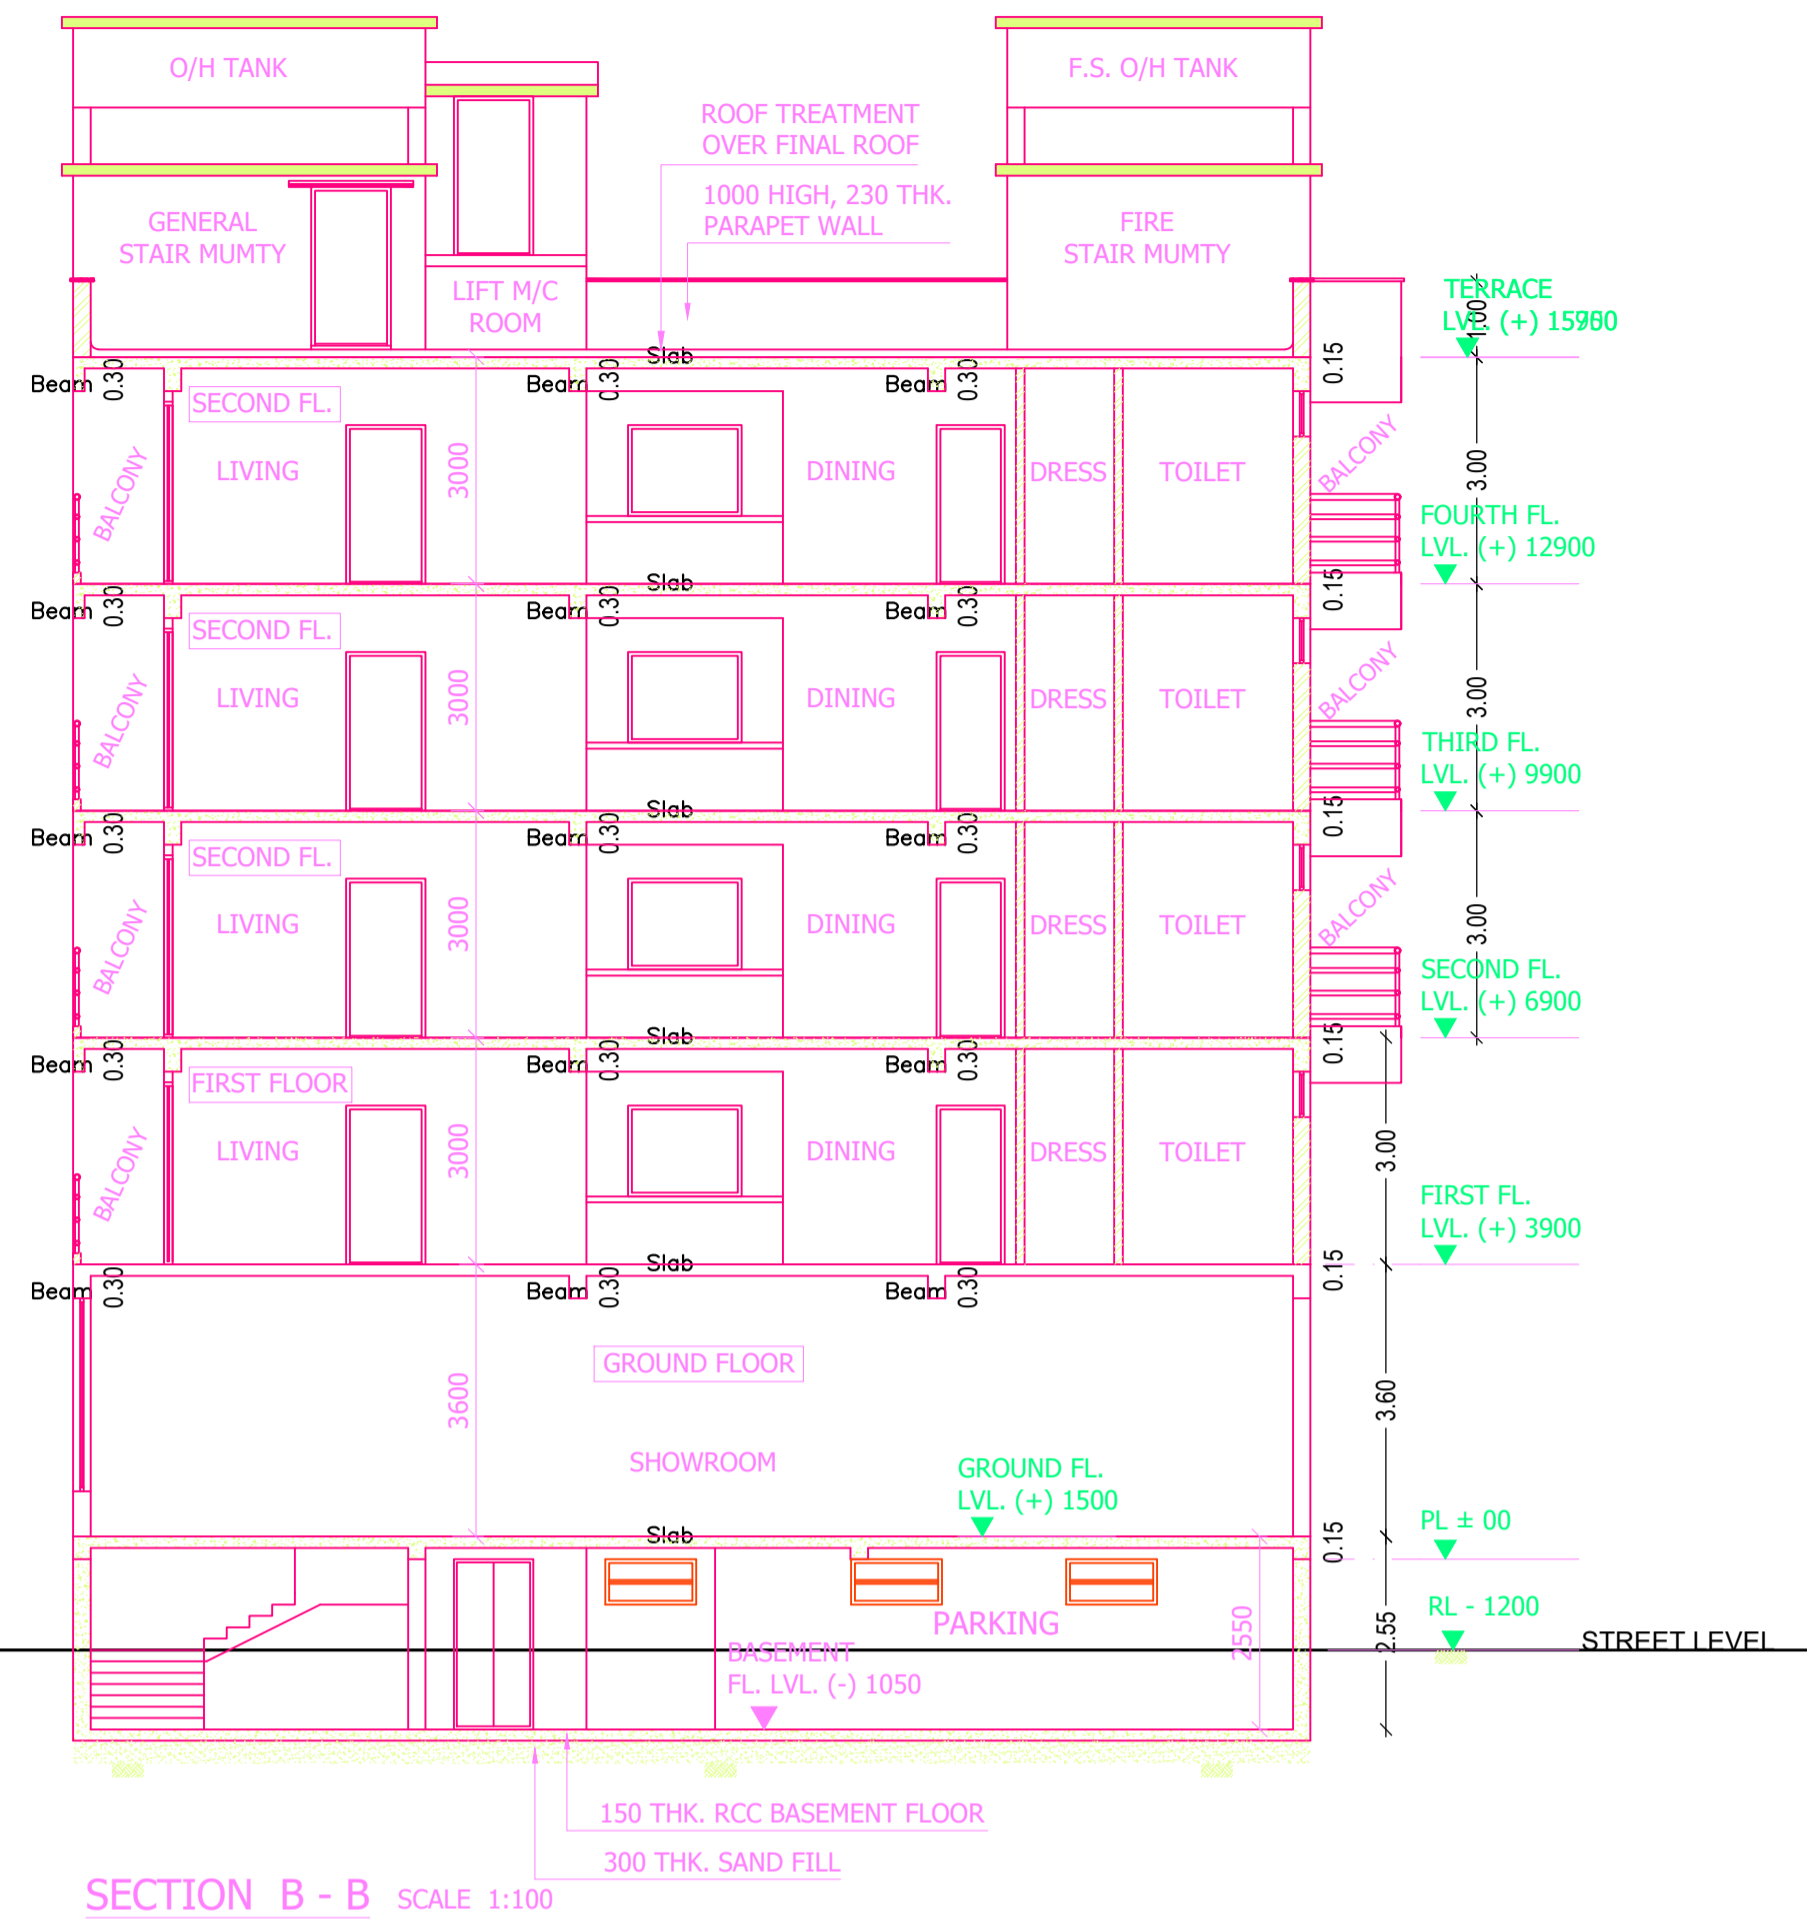 O/H TANK
F.S. O/H TANK
ROOF TREATMENT
OVER FINAL ROOF
1000 HIGH, 230 THK.
PARAPET WALL
GENERAL
STAIR MUMTY
FIRE
STAIR MUMTY
LIFT M/C
ROOM
TERRACE
LVL. (+)
1.00
Slab
0.15
Beam 0.30
Beam 0.30
Beam 0.30
SECOND FL.
BALCONY
LIVING
3000
DINING
DRESS
TOILET
BALCONY
3.00
FOURTH FL.
LVL. (+) 12900
Slab
0.15
Beam 0.30
Beam 0.30
Beam 0.30
SECOND FL.
BALCONY
LIVING
3000
DINING
DRESS
TOILET
BALCONY
3.00
THIRD FL.
LVL. (+) 9900
Slab
0.15
Beam 0.30
Beam 0.30
Beam 0.30
SECOND FL.
BALCONY
LIVING
3000
DINING
DRESS
TOILET
BALCONY
3.00
SECOND FL.
LVL. (+) 6900
Slab
0.15
Beam 0.30
Beam 0.30
Beam 0.30
FIRST FLOOR
BALCONY
LIVING
3000
DINING
DRESS
TOILET
3.00
FIRST FL.
LVL. (+) 3900
Slab
0.15
Beam 0.30
Beam 0.30
Beam 0.30
GROUND FLOOR
3600
3.60
SHOWROOM
GROUND FL.
LVL. (+) 1500
PL ± 00
Slab
0.15
PARKING
2550
2.55
RL - 1200
STREET LEVEL
BASEMENT
FL. LVL. (-) 1050
150 THK. RCC BASEMENT FLOOR
300 THK. SAND FILL
SECTION B - B SCALE 1:100